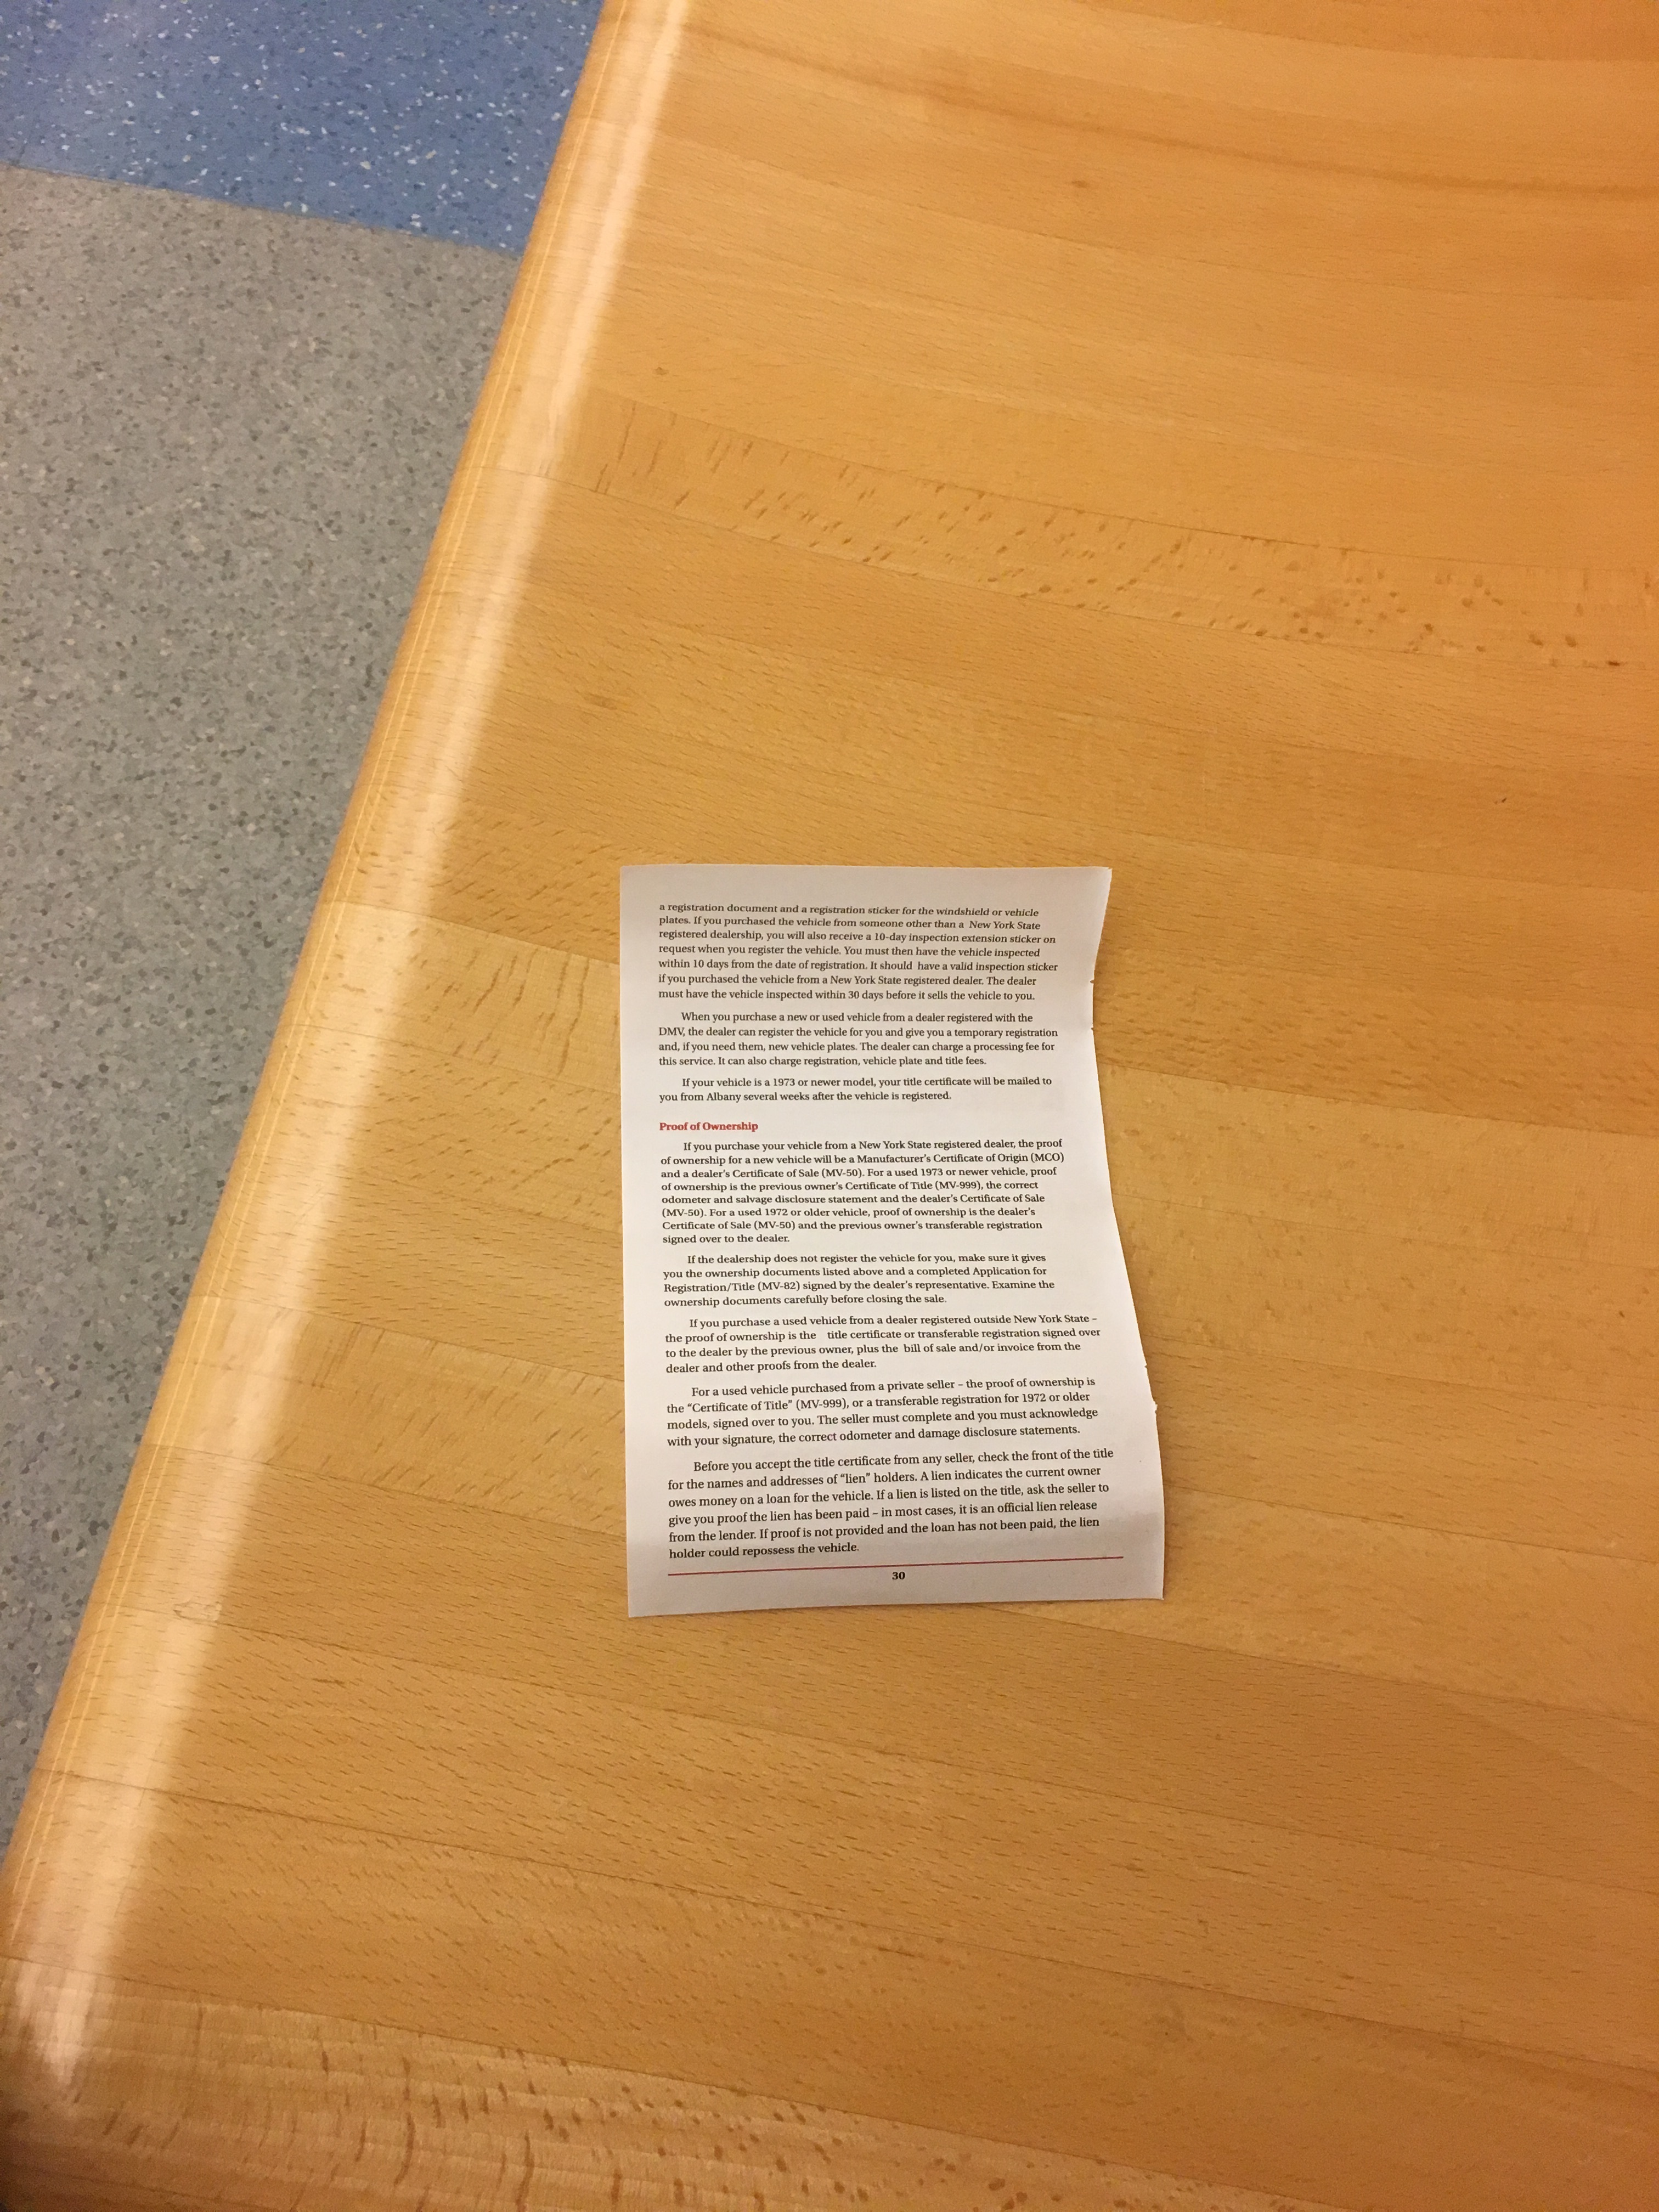 a registration document and a registration sticker for the windshield or vehicle
plates. If you purchased the vehicle from someone other than a New York State
registered dealership, you will also receive a 10-day inspection extension sticker on
request when you register the vehicle. You must then have the vehicle inspected
within 10 days from the date of registration. It should have a valid inspection sticker
if you purchased the vehicle from a New York State registered dealer. The dealer
must have the vehicle inspected within 30 days before it sells the vehicle to you.
When you purchase a new or used vehicle from a dealer registered with the
DMV, the dealer can register the vehicle for you and give you a temporary registration
and, if you need them, new vehicle plates. The dealer can charge a processing fee for
this service. It can also charge registration, vehicle plate and title fees.
If your vehicle is a 1973 or newer model, your title certificate will be mailed to
you from Albany several weeks after the vehicle is registered.
Proof of Ownership
If you purchase your vehicle from a New York State registered dealer, the proof
of ownership for a new vehicle will be a Manufacturer's Certificate of Origin (MCO)
and a dealer's Certificate of Sale (MV-50). For a used 1973 or newer vehicle, proof
of ownership is the previous owner's Certificate of Title (MV-999), the correct
odometer and salvage disclosure statement and the dealer's Certificate of Sale
(MV-50). For a used 1972 or older vehicle, proof of ownership is the dealer's
Certificate of Sale (MV-50) and the previous owner's transferable registration
signed over to the dealer.
If the dealership does not register the vehicle for you, make sure it gives
you the ownership documents listed above and a completed Application for
Registration/Title (MV-82) signed by the dealer's representative. Examine the
ownership documents carefully before closing the sale.
If you purchase a used vehicle from a dealer registered outside New York State –
the proof of ownership is the title certificate or transferable registration signed over
to the dealer by the previous owner, plus the bill of sale and/or invoice from the
dealer and other proofs from the dealer.
For a used vehicle purchased from a private seller – the proof of ownership is
the “Certificate of Title” (MV-999), or a transferable registration for 1972 or older
models, signed over to you. The seller must complete and you must acknowledge
with your signature, the correct odometer and damage disclosure statements.
Before you accept the title certificate from any seller, check the front of the title
for the names and addresses of “lien” holders. A lien indicates the current owner
owes money on a loan for the vehicle. If a lien is listed on the title, ask the seller to
give you proof the lien has been paid – in most cases, it is an official lien release
from the lender. If proof is not provided and the loan has not been paid, the lien
holder could repossess the vehicle.
30